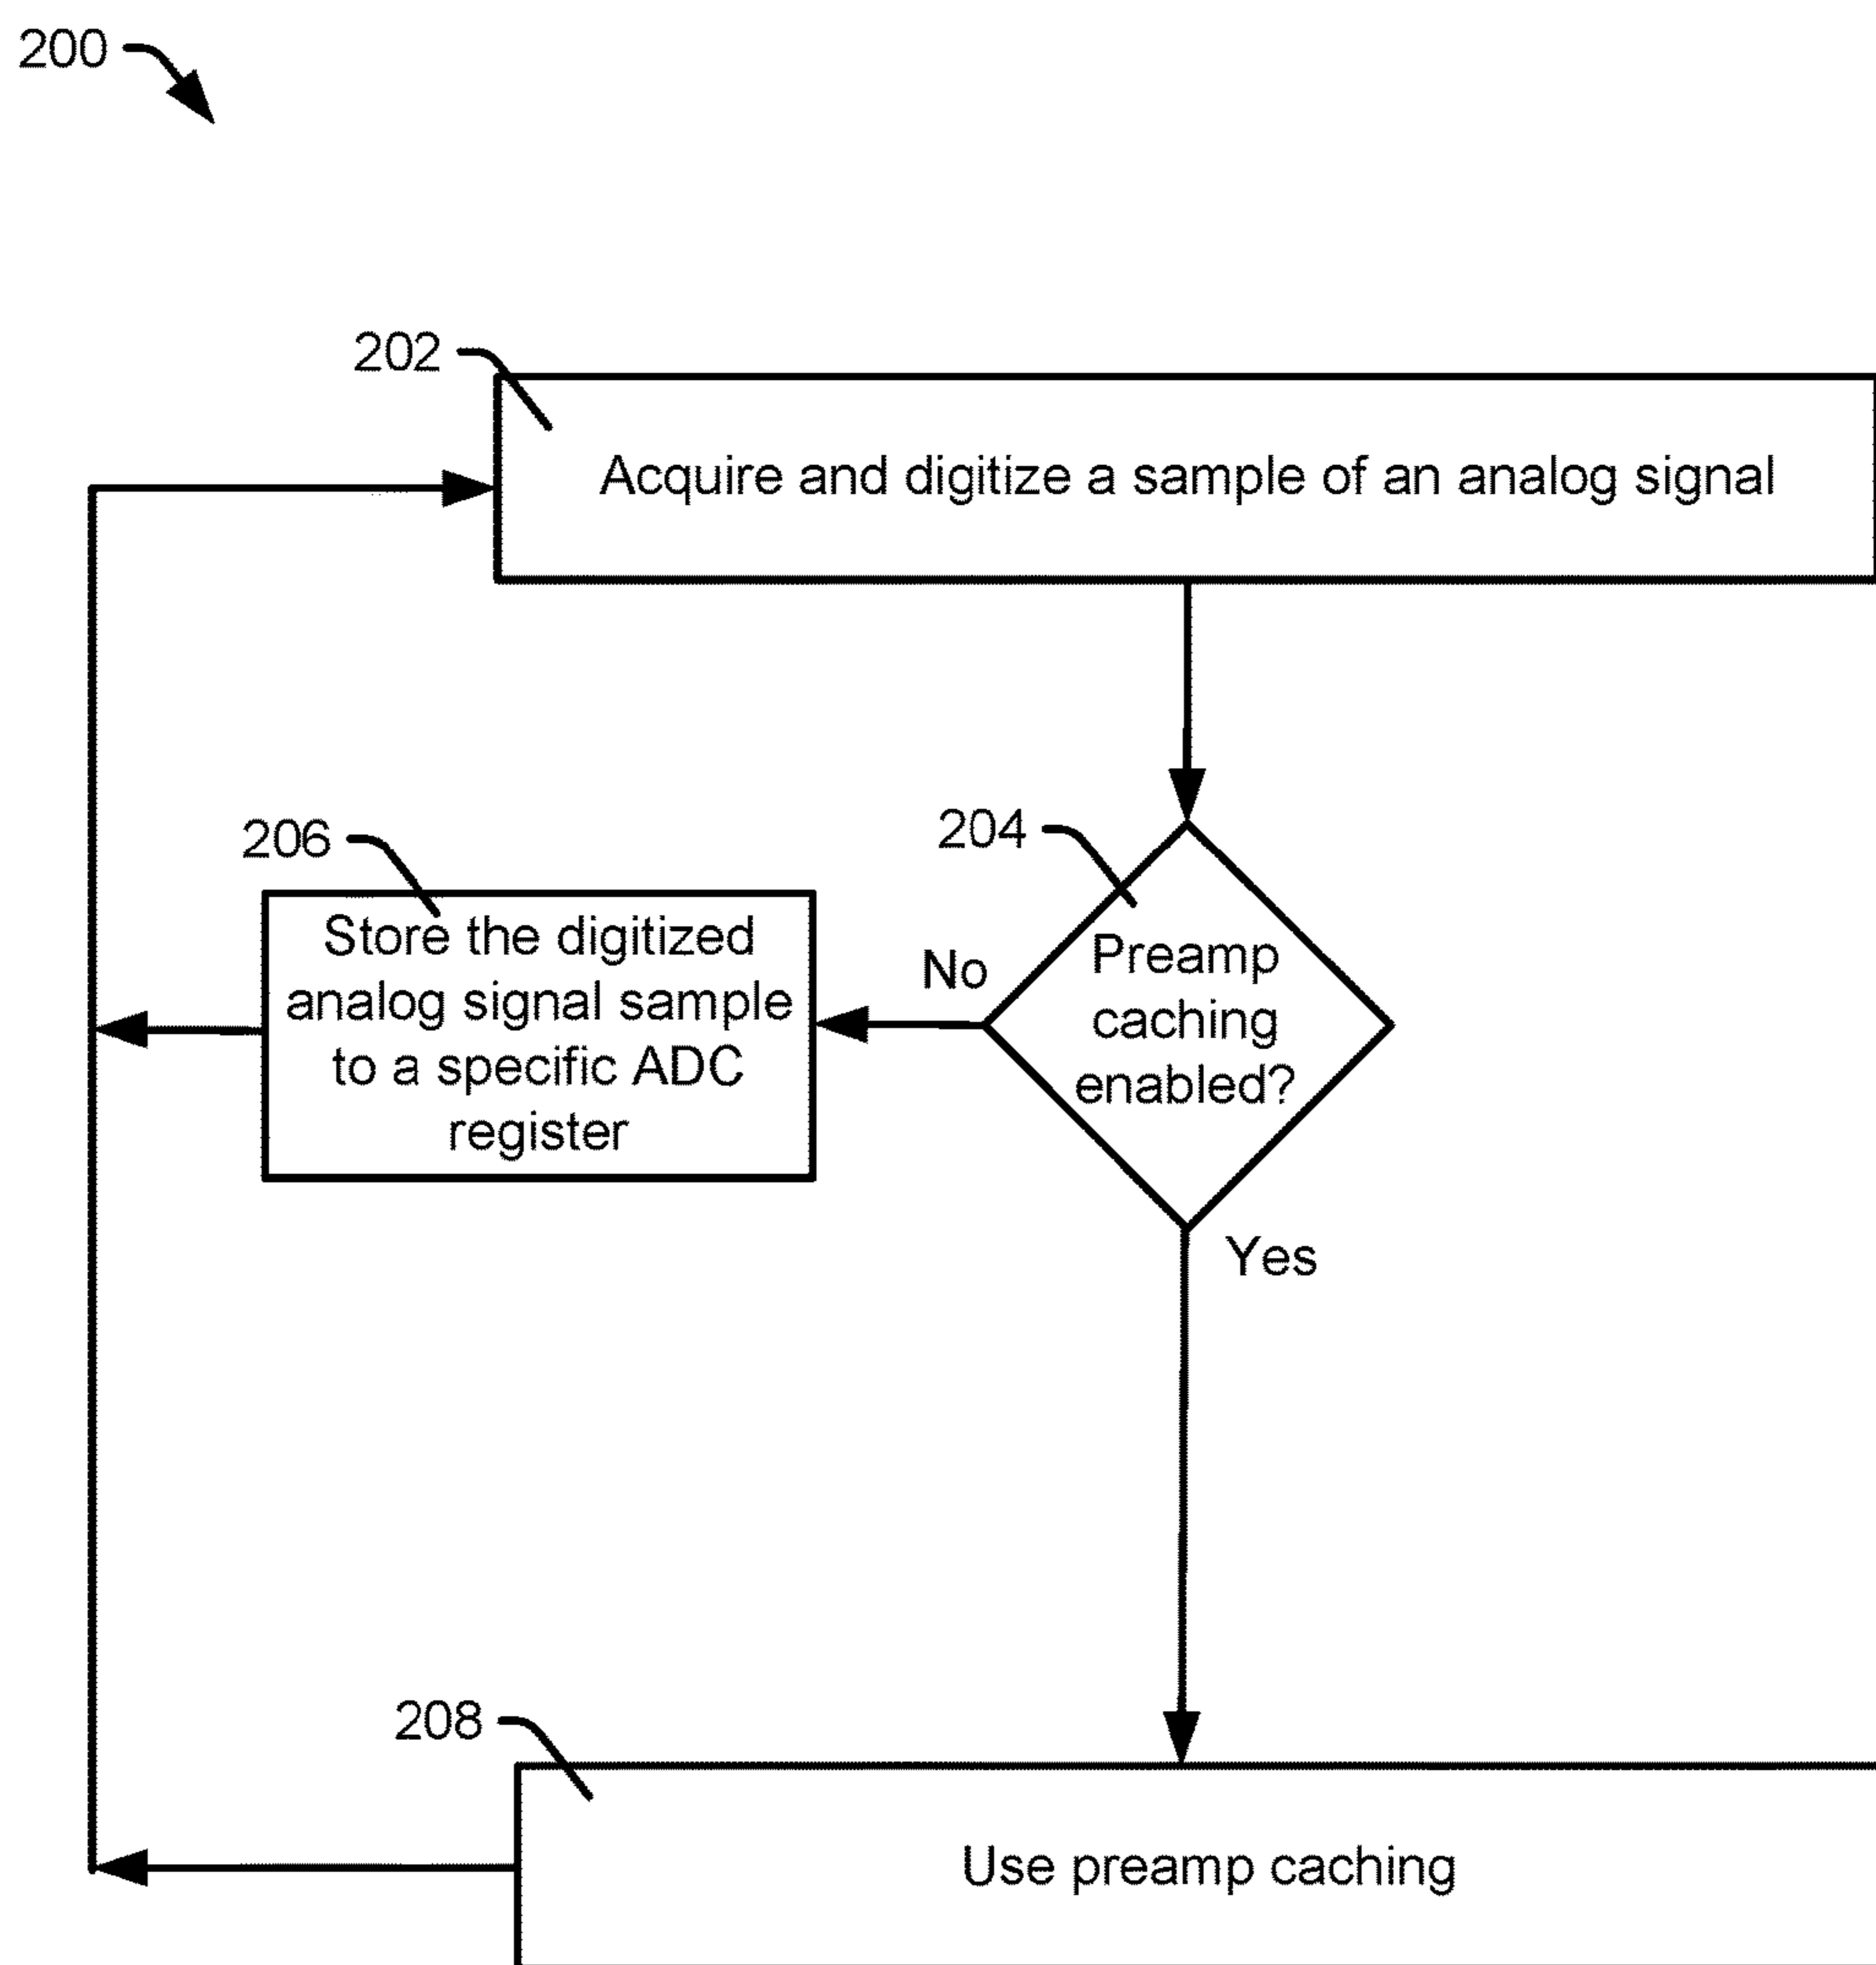 200
202
Acquire and digitize a sample of an analog signal
204
Preamp
caching
enabled?
No
206
Store the digitized
analog signal sample
to a specific ADC
register
Yes
208
Use preamp caching